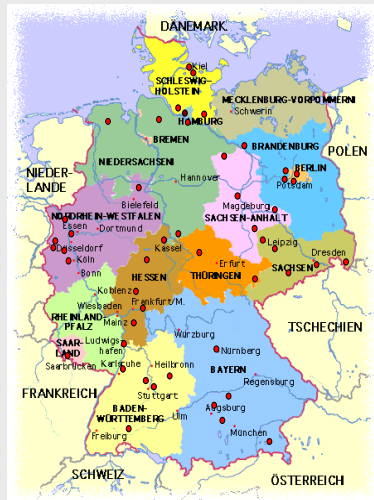 DÄNEMARK
Kiel
SCHLESWIG-
HOLSTEIN
MECKLENBURG-VORPOMMERN
Schwerin
HAMBURG
BREMEN
BRANDENBURG
POLEN
NIEDERSACHSEN
BERLIN
NIEDER-
LANDE
Hannover
Potsdam
Bielefeld
Magdeburg
NORDRHEIN-WESTFALEN
SACHSEN-ANHALT
Essen
Dortmund
Düsseldorf
Kassel
Leipzig
Köln
Dresden
Erfurt
Bonn
HESSEN
THÜRINGEN
SACHSEN
Koblenz
Wiesbaden
Frankfurt/M.
RHEINLAND
PFALZ
Mainz
TSCHECHIEN
Würzburg
SAAR-
LAND
Ludwigs-
hafen
Nürnberg
Saarbrücken
Karlsruhe
Heilbronn
BAYERN
Regensburg
FRANKREICH
Stuttgart
BADEN-
WÜRTTEMBERG
Ulm
Augsburg
Freiburg
München
SCHWEIZ
ÖSTERREICH